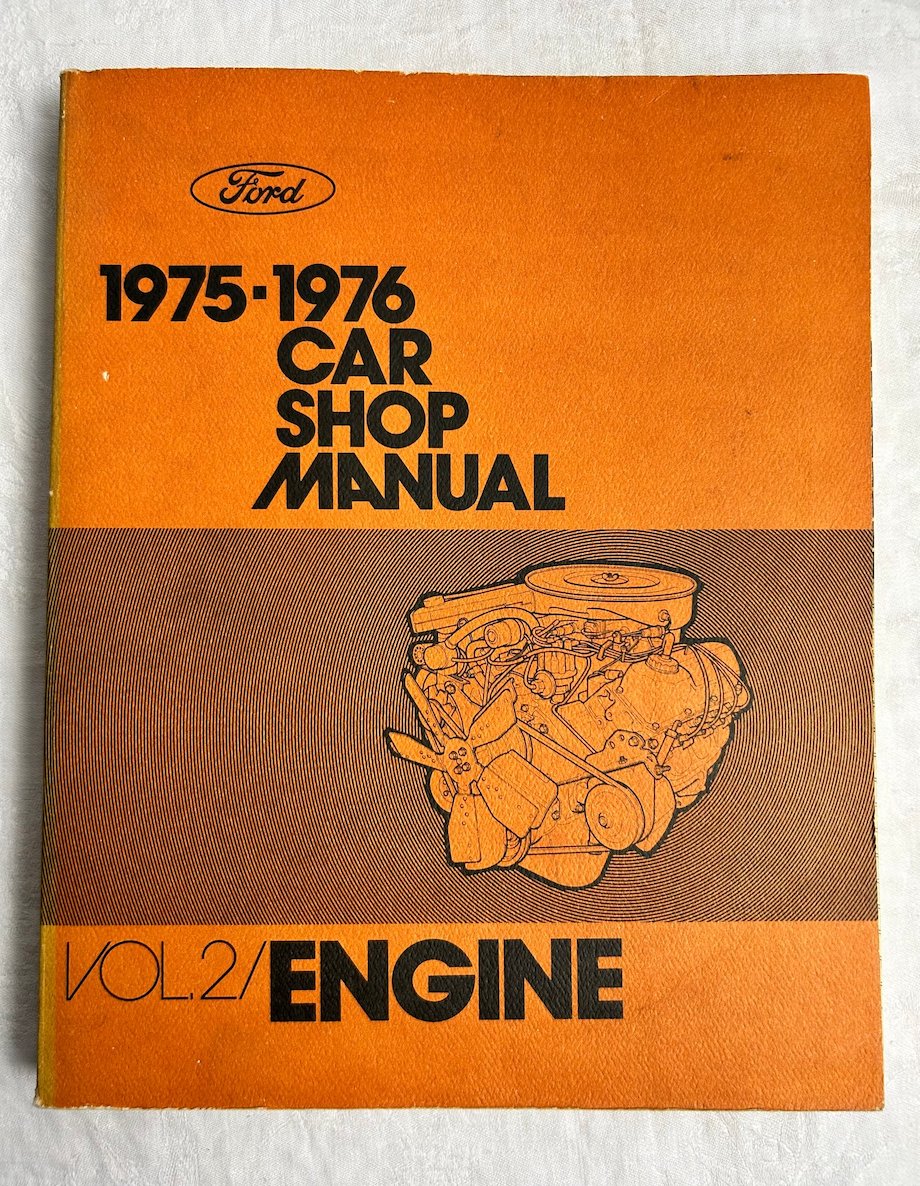 Ford
1975-1976
CAR
SHOP
MANUAL
VOL.2/ENGINE